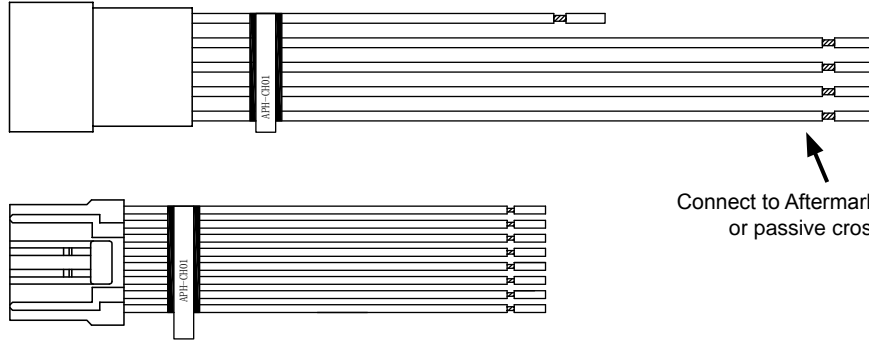 APH-CH01
Connect to Aftermark
or passive cros
APH-CH01